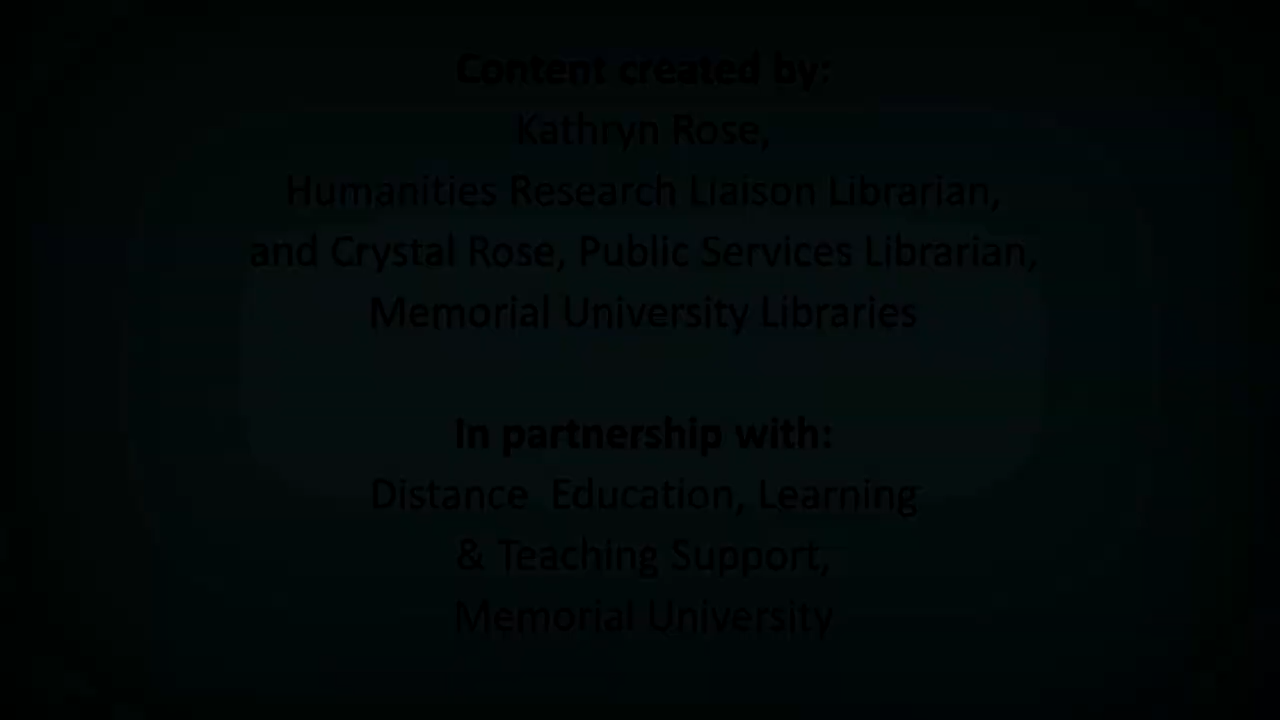 Content created by:
Kathryn Rose,
Humanities Research Liaison Librarian,
and Crystal Rose, Public Services Librarian,
Memorial University Libraries
In partnership with:
Distance Education, Learning
& Teaching Support,
Memorial University